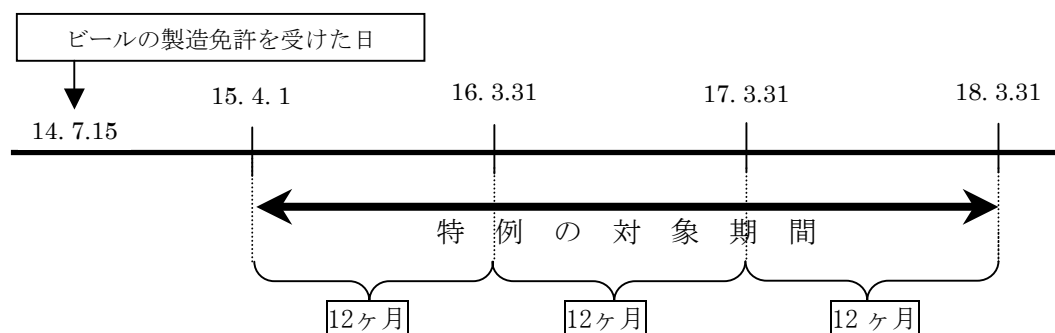 ビールの製造免許を受けた日
15. 4. 1 16. 3.31 17. 3.31 18. 3.31
14. 7.15
特例の対象期間
12ヶ月 12ヶ月 12ヶ月